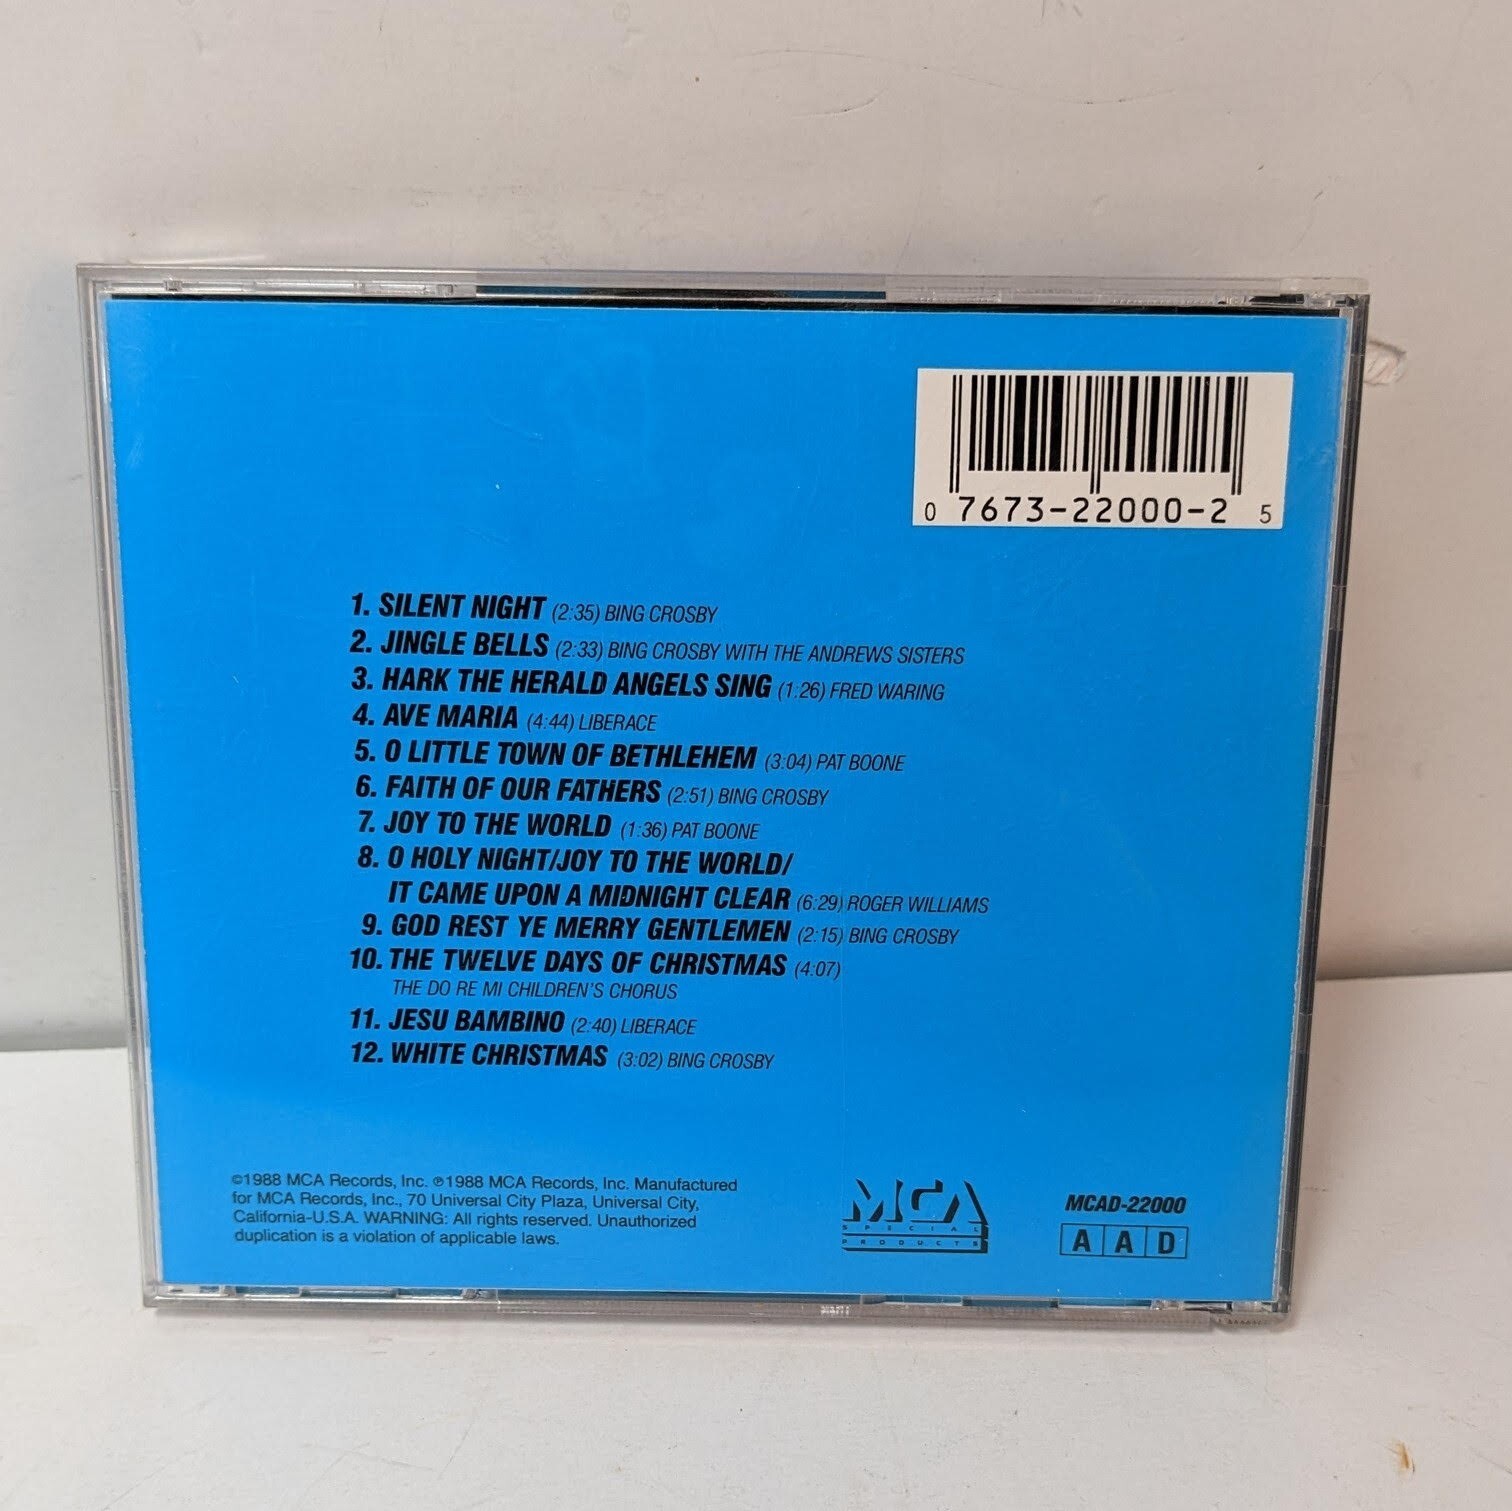 0 7673-22000-2 5
1. SILENT NIGHT (2:35) BING CROSBY
2. JINGLE BELLS (2:33) BING CROSBY WITH THE ANDREWS SISTERS
3. HARK THE HERALD ANGELS SING (1:26) FRED WARING
4. AVE MARIA (4:44) LIBERACE
5. O LITTLE TOWN OF BETHLEHEM (3:04) PAT BOONE
6. FAITH OF OUR FATHERS (2:51) BING CROSBY
7. JOY TO THE WORLD (1:36) PAT BOONE
8. O HOLY NIGHT/JOY TO THE WORLD/
IT CAME UPON A MIDNIGHT CLEAR (6:29) ROGER WILLIAMS
9. GOD REST YE MERRY GENTLEMEN (2:15) BING CROSBY
10. THE TWELVE DAYS OF CHRISTMAS (4:07)
THE DO RE MI CHILDREN'S CHORUS
11. JESU BAMBINO (2:40) LIBERACE
12. WHITE CHRISTMAS (3:02) BING CROSBY
©1988 MCA Records, Inc. ℗1988 MCA Records, Inc. Manufactured
for MCA Records, Inc., 70 Universal City Plaza, Universal City,
California-U.S.A. WARNING: All rights reserved. Unauthorized
duplication is a violation of applicable laws.
MCA
SPECIAL
PRODUCTS
MCAD-22000
A A D